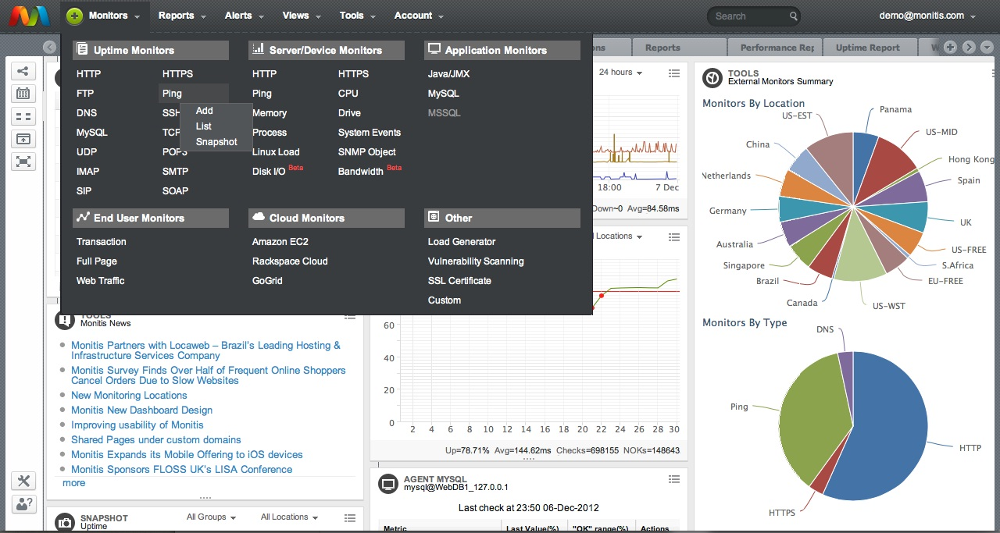 Monitors
Reports
Alerts
Views
Tools
Account
Search
demo@monitis.com
Uptime Monitors
HTTP
HTTPS
FTP
Ping
DNS
MySQL
UDP
POP3
IMAP
SMTP
SIP
SOAP
Add
List
Snapshot
Server/Device Monitors
HTTP
HTTPS
Ping
CPU
Memory
Drive
Process
System Events
Linux Load
SNMP Object
Disk I/O Beta
Bandwidth Beta
Application Monitors
Java/JMX
MySQL
MSSQL
End User Monitors
Transaction
Full Page
Web Traffic
Cloud Monitors
Amazon EC2
Rackspace Cloud
GoGrid
Other
Load Generator
Vulnerability Scanning
SSL Certificate
Custom
Reports
Performance Rep
Uptime Report
24 hours
18:00
7 Dec
Down~0 Avg=84.58ms
Locations
60
40
20
0
2 4 6 8 10 12 14 16 18 20 22 24 26 28 30
Up=78.71% Avg=144.62ms Checks=698155 NOKs=148643
TOOLS
Monitis News
Monitis Partners with Locaweb – Brazil's Leading Hosting &
Infrastructure Services Company
Monitis Survey Finds Over Half of Frequent Online Shoppers
Cancel Orders Due to Slow Websites
New Monitoring Locations
Monitis New Dashboard Design
Improving usability of Monitis
Shared Pages under custom domains
Monitis Expands its Mobile Offering to iOS devices
Monitis Sponsors FLOSS UK's LISA Conference
more
SNAPSHOT
Uptime
All Groups
All Locations
AGENT MYSQL
mysql@WebDB1_127.0.0.1
Last check at 23:50 06-Dec-2012
Metric
Last Value(%)
"OK" range(%)
Actions
TOOLS
External Monitors Summary
Monitors By Location
US-EST
Panama
US-MID
Hong Kong
Spain
UK
US-FREE
S.Africa
EU-FREE
US-WST
Canada
Brazil
Singapore
Australia
Germany
Netherlands
China
Monitors By Type
DNS
Ping
HTTP
HTTPS